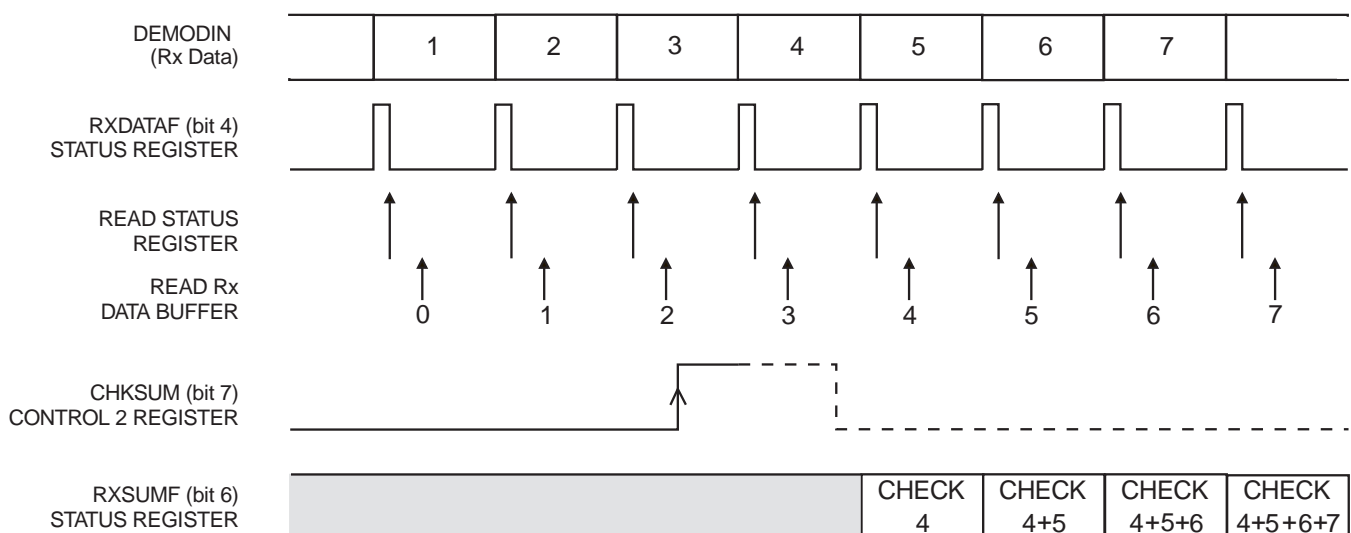 DEMODIN
(Rx Data)
1 2 3 4 5 6 7
RXDATAF (bit 4)
STATUS REGISTER
READ STATUS
REGISTER
READ Rx
DATA BUFFER
0 1 2 3 4 5 6 7
CHKSUM (bit 7)
CONTROL 2 REGISTER
RXSUMF (bit 6)
STATUS REGISTER
CHECK
4
CHECK
4+5
CHECK
4+5+6
CHECK
4+5+6+7